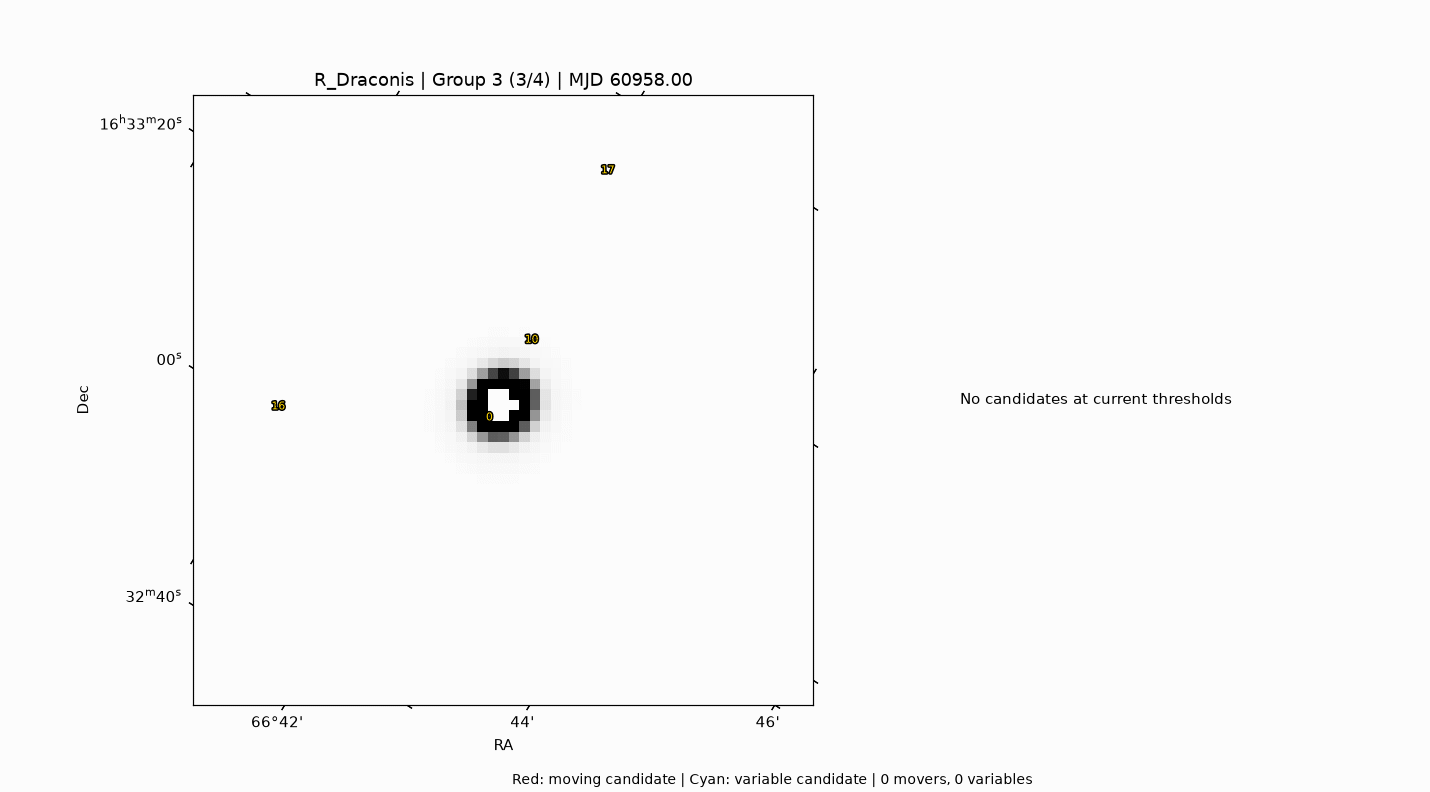 R_Draconis | Group 3 (3/4) | MJD 60958.00
16ʰ33ᵐ20ˢ
17
10
00ˢ
Dec
16
0
No candidates at current thresholds
32ᵐ40ˢ
66°42' 44' 46'
RA
Red: moving candidate | Cyan: variable candidate | 0 movers, 0 variables